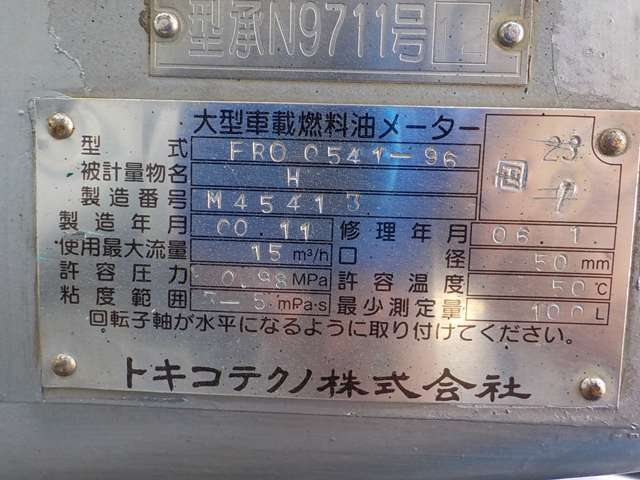 型承N9711号
大型車載燃料油メーター
型式 FRO 0541-96
被計量物名 H
製造番号 M45413
製造年月 00.11 修理年月 06.1
使用最大流量 15 m³/h 口径 50 mm
許容圧力 0.98 MPa 許容温度 50 ℃
粘度範囲 mPa·s 最少測定量 100 L
回転子軸が水平になるように取り付けてください。
トキコテクノ株式会社